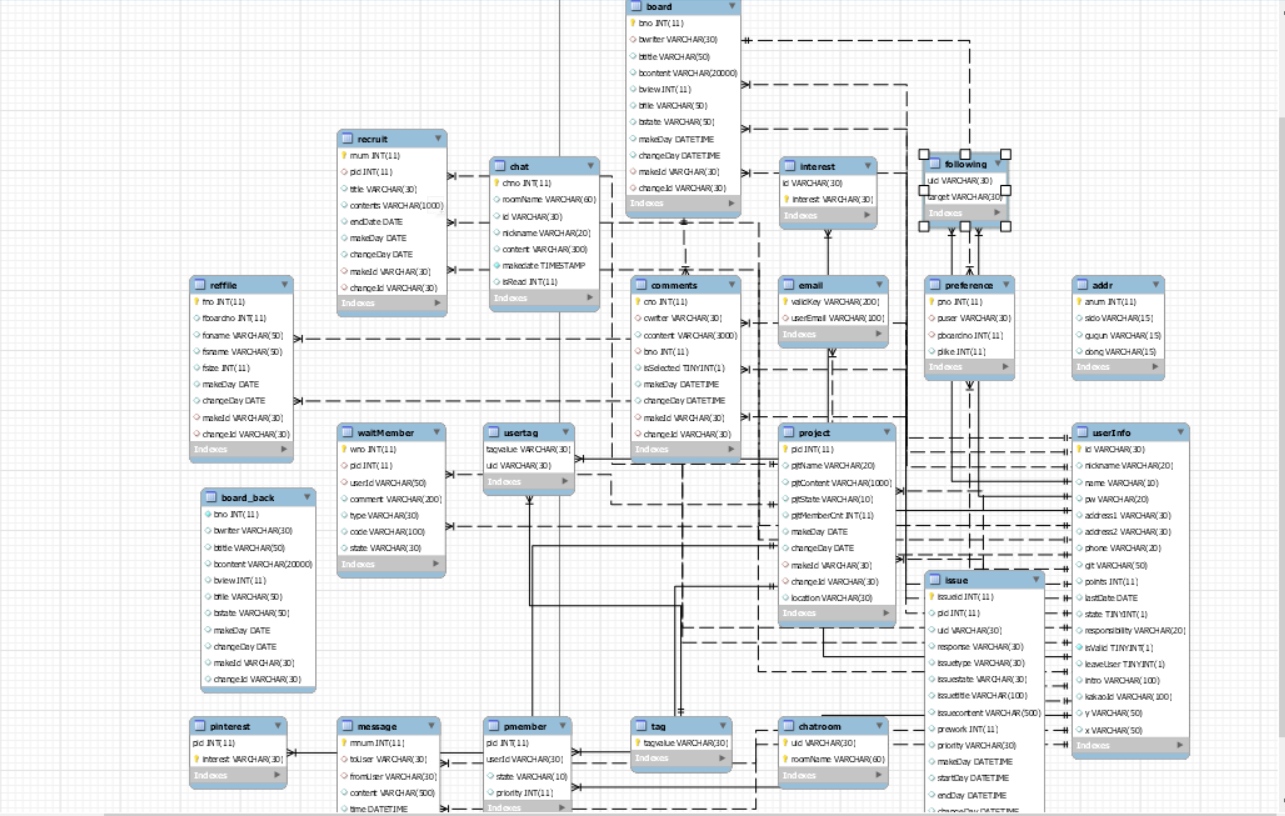 board
bno INT(11)
bwriter VARCHAR(30)
btitle VARCHAR(50)
bcontent VARCHAR(20000)
bview INT(11)
bfile VARCHAR(50)
bstate VARCHAR(50)
makeDay DATETIME
changeDay DATETIME
makeId VARCHAR(30)
changeId VARCHAR(30)
Indexes
recruit
rnum INT(11)
pid INT(11)
title VARCHAR(30)
contents VARCHAR(1000)
endDate DATE
makeDay DATE
changeDay DATE
makeId VARCHAR(30)
changeId VARCHAR(30)
Indexes
chat
chno INT(11)
roomName VARCHAR(60)
id VARCHAR(30)
nickname VARCHAR(20)
content VARCHAR(300)
makedate TIMESTAMP
isRead INT(11)
Indexes
interest
id VARCHAR(30)
interest VARCHAR(30)
Indexes
following
uid VARCHAR(30)
target VARCHAR(30)
Indexes
reffile
fno INT(11)
fboardno INT(11)
foname VARCHAR(50)
fsname VARCHAR(50)
fsize INT(11)
makeDay DATE
changeDay DATE
makeId VARCHAR(30)
changeId VARCHAR(30)
Indexes
comments
cno INT(11)
cwriter VARCHAR(30)
ccontent VARCHAR(3000)
bno INT(11)
isSelected TINYINT(1)
makeDay DATETIME
changeDay DATETIME
makeId VARCHAR(30)
changeId VARCHAR(30)
Indexes
email
validKey VARCHAR(200)
userEmail VARCHAR(100)
Indexes
preference
pno INT(11)
puser VARCHAR(30)
pboardno INT(11)
plike INT(11)
Indexes
addr
anum INT(11)
sido VARCHAR(15)
gugun VARCHAR(15)
dong VARCHAR(15)
Indexes
waitMember
wno INT(11)
pid INT(11)
userId VARCHAR(50)
comment VARCHAR(200)
type VARCHAR(30)
code VARCHAR(100)
state VARCHAR(30)
Indexes
usertag
tagvalue VARCHAR(30)
uid VARCHAR(30)
Indexes
project
pid INT(11)
pjtName VARCHAR(20)
pjtContent VARCHAR(1000)
pjtState VARCHAR(10)
pjtMemberCnt INT(11)
makeDay DATE
changeDay DATE
makeId VARCHAR(30)
changeId VARCHAR(30)
location VARCHAR(30)
Indexes
userInfo
id VARCHAR(30)
nickname VARCHAR(20)
name VARCHAR(10)
pw VARCHAR(20)
address1 VARCHAR(30)
address2 VARCHAR(30)
phone VARCHAR(20)
git VARCHAR(50)
points INT(11)
lastDate DATE
state TINYINT(1)
responsibility VARCHAR(20)
isValid TINYINT(1)
leaveUser TINYINT(1)
intro VARCHAR(100)
kakaoId VARCHAR(100)
y VARCHAR(50)
x VARCHAR(50)
Indexes
board_back
bno INT(11)
bwriter VARCHAR(30)
btitle VARCHAR(50)
bcontent VARCHAR(20000)
bview INT(11)
bfile VARCHAR(50)
bstate VARCHAR(50)
makeDay DATE
changeDay DATE
makeId VARCHAR(30)
changeId VARCHAR(30)
issue
issueid INT(11)
pid INT(11)
uid VARCHAR(30)
response VARCHAR(30)
issuetype VARCHAR(30)
issuestate VARCHAR(30)
issuetitle VARCHAR(100)
issuecontent VARCHAR(500)
prework INT(11)
priority VARCHAR(30)
makeDay DATETIME
startDay DATETIME
endDay DATETIME
changeDay DATETIME
pinterest
pid INT(11)
interest VARCHAR(30)
Indexes
message
mnum INT(11)
toUser VARCHAR(30)
fromUser VARCHAR(30)
content VARCHAR(500)
time DATETIME
pmember
pid INT(11)
userId VARCHAR(30)
state VARCHAR(10)
priority INT(11)
Indexes
tag
tagvalue VARCHAR(30)
Indexes
chatroom
uid VARCHAR(30)
roomName VARCHAR(60)
Indexes